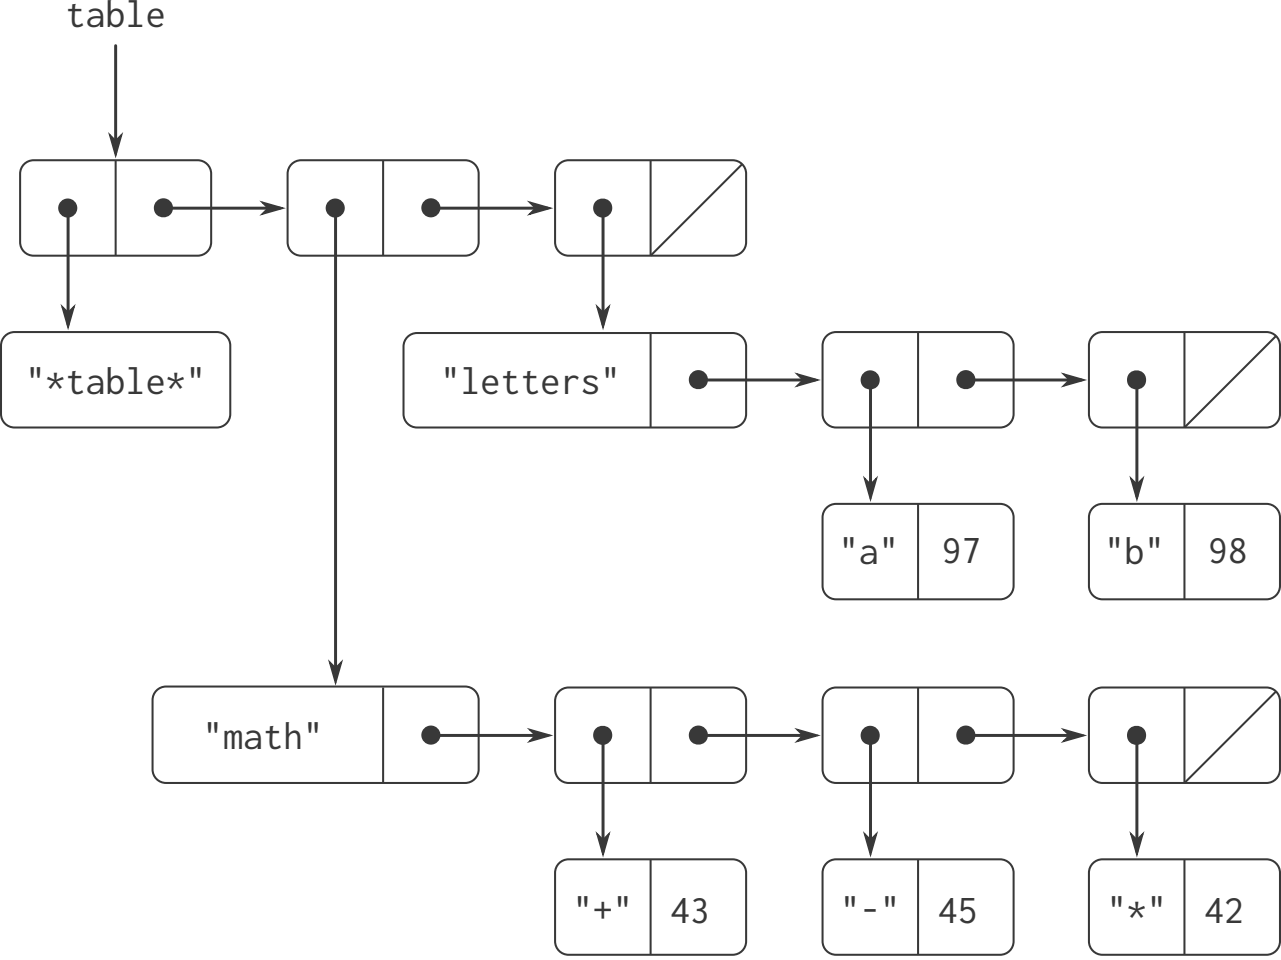 table
"*table*"
"letters"
"a" 97
"b" 98
"math"
"+" 43
"-" 45
"*" 42